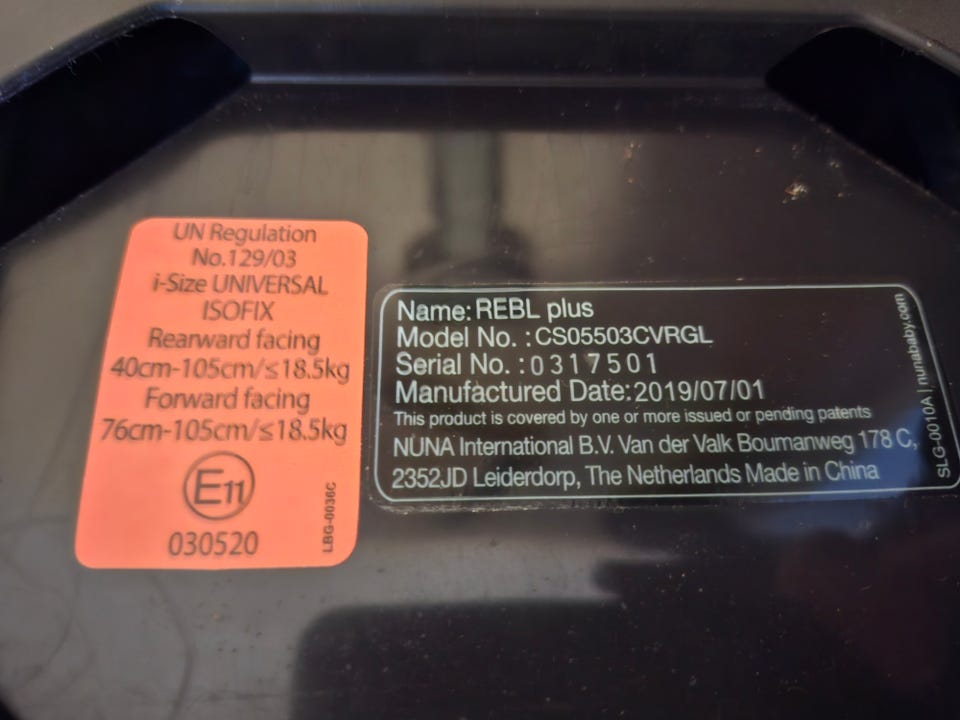 UN Regulation
No.129/03
i-Size UNIVERSAL
ISOFIX
Rearward facing
40cm-105cm/≤18.5kg
Forward facing
76cm-105cm/≤18.5kg
E11
030520
LBG-0036C
Name: REBL plus
Model No. : CS05503CVRGL
Serial No. : 0317501
Manufactured Date: 2019/07/01
This product is covered by one or more issued or pending patents
NUNA International B.V. Van der Valk Boumanweg 178 C,
2352JD Leiderdorp, The Netherlands Made in China
SLG-0010A | nunababy.com